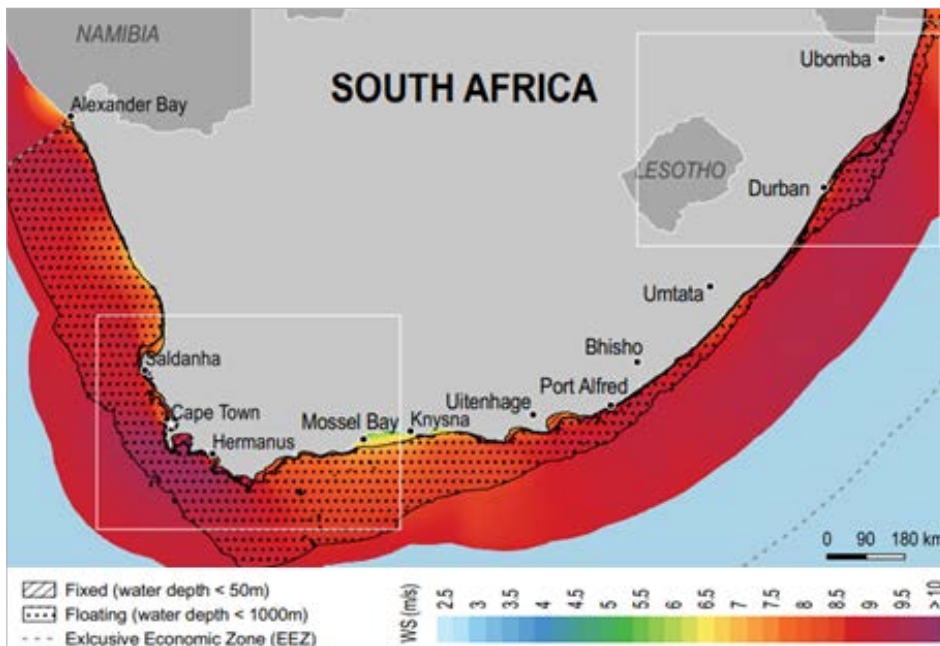 NAMIBIA
SOUTH AFRICA
Ubomba
Alexander Bay
LESOTHO
Durban
Umtata
Saldanha
Bhisho
Port Alfred
Cape Town
Uitenhage
Mossel Bay
Knysna
Hermanus
0 90 180 km
Fixed (water depth < 50m)
Floating (water depth < 1000m)
Exlcusive Economic Zone (EEZ)
WS (m/s)
2.5 3 3.5 4 4.5 5 5.5 6 6.5 7 7.5 8 8.5 9 9.5 > 10